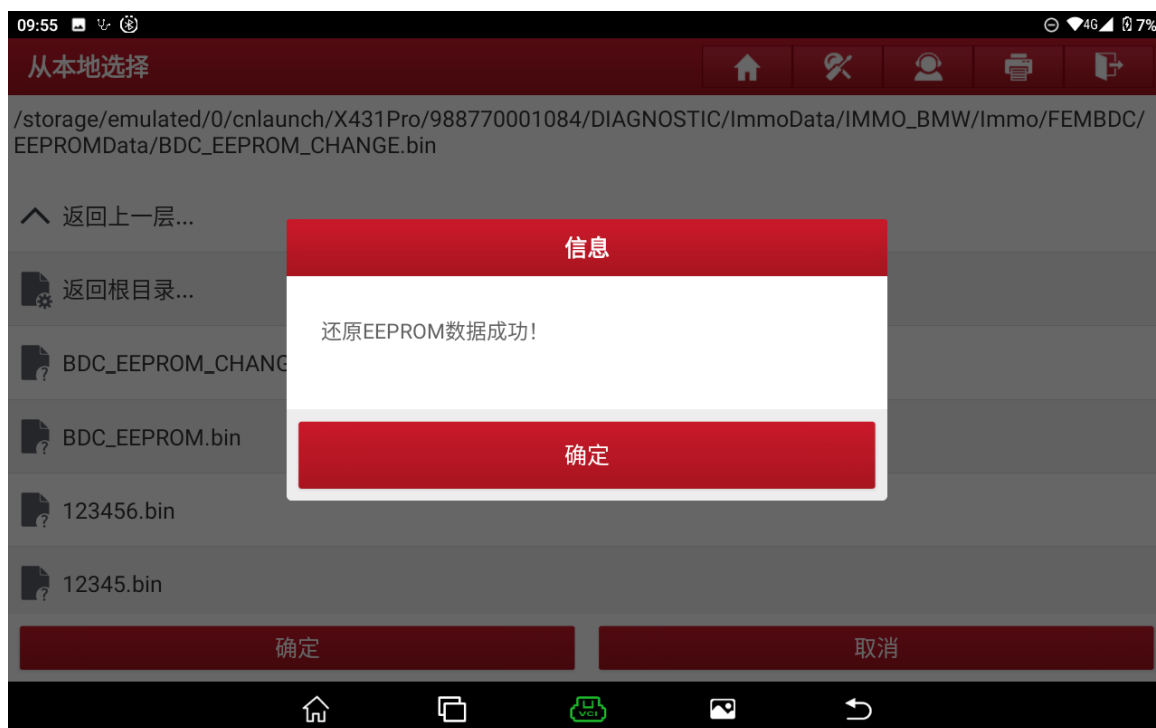 09:55
4G 7%
从本地选择
/storage/emulated/0/cnlaunch/X431Pro/988770001084/DIAGNOSTIC/ImmoData/IMMO_BMW/Immo/FEMBDC/
EEPROMData/BDC_EEPROM_CHANGE.bin
返回上一层...
信息
返回根目录...
还原EEPROM数据成功!
BDC_EEPROM_CHANG
BDC_EEPROM.bin
确定
123456.bin
12345.bin
确定
取消
VCI